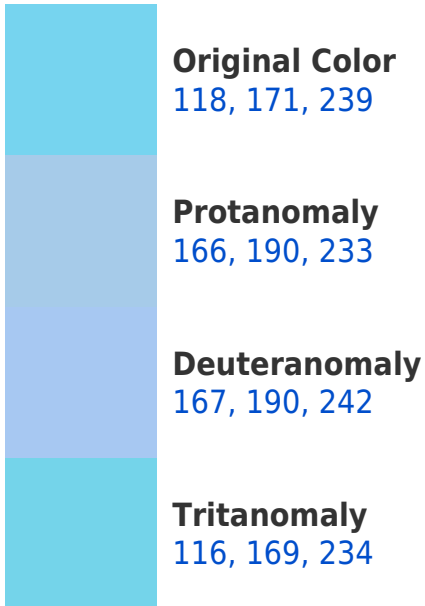 Original Color
118, 171, 239
Protanomaly
166, 190, 233
Deuteranomaly
167, 190, 242
Tritanomaly
116, 169, 234